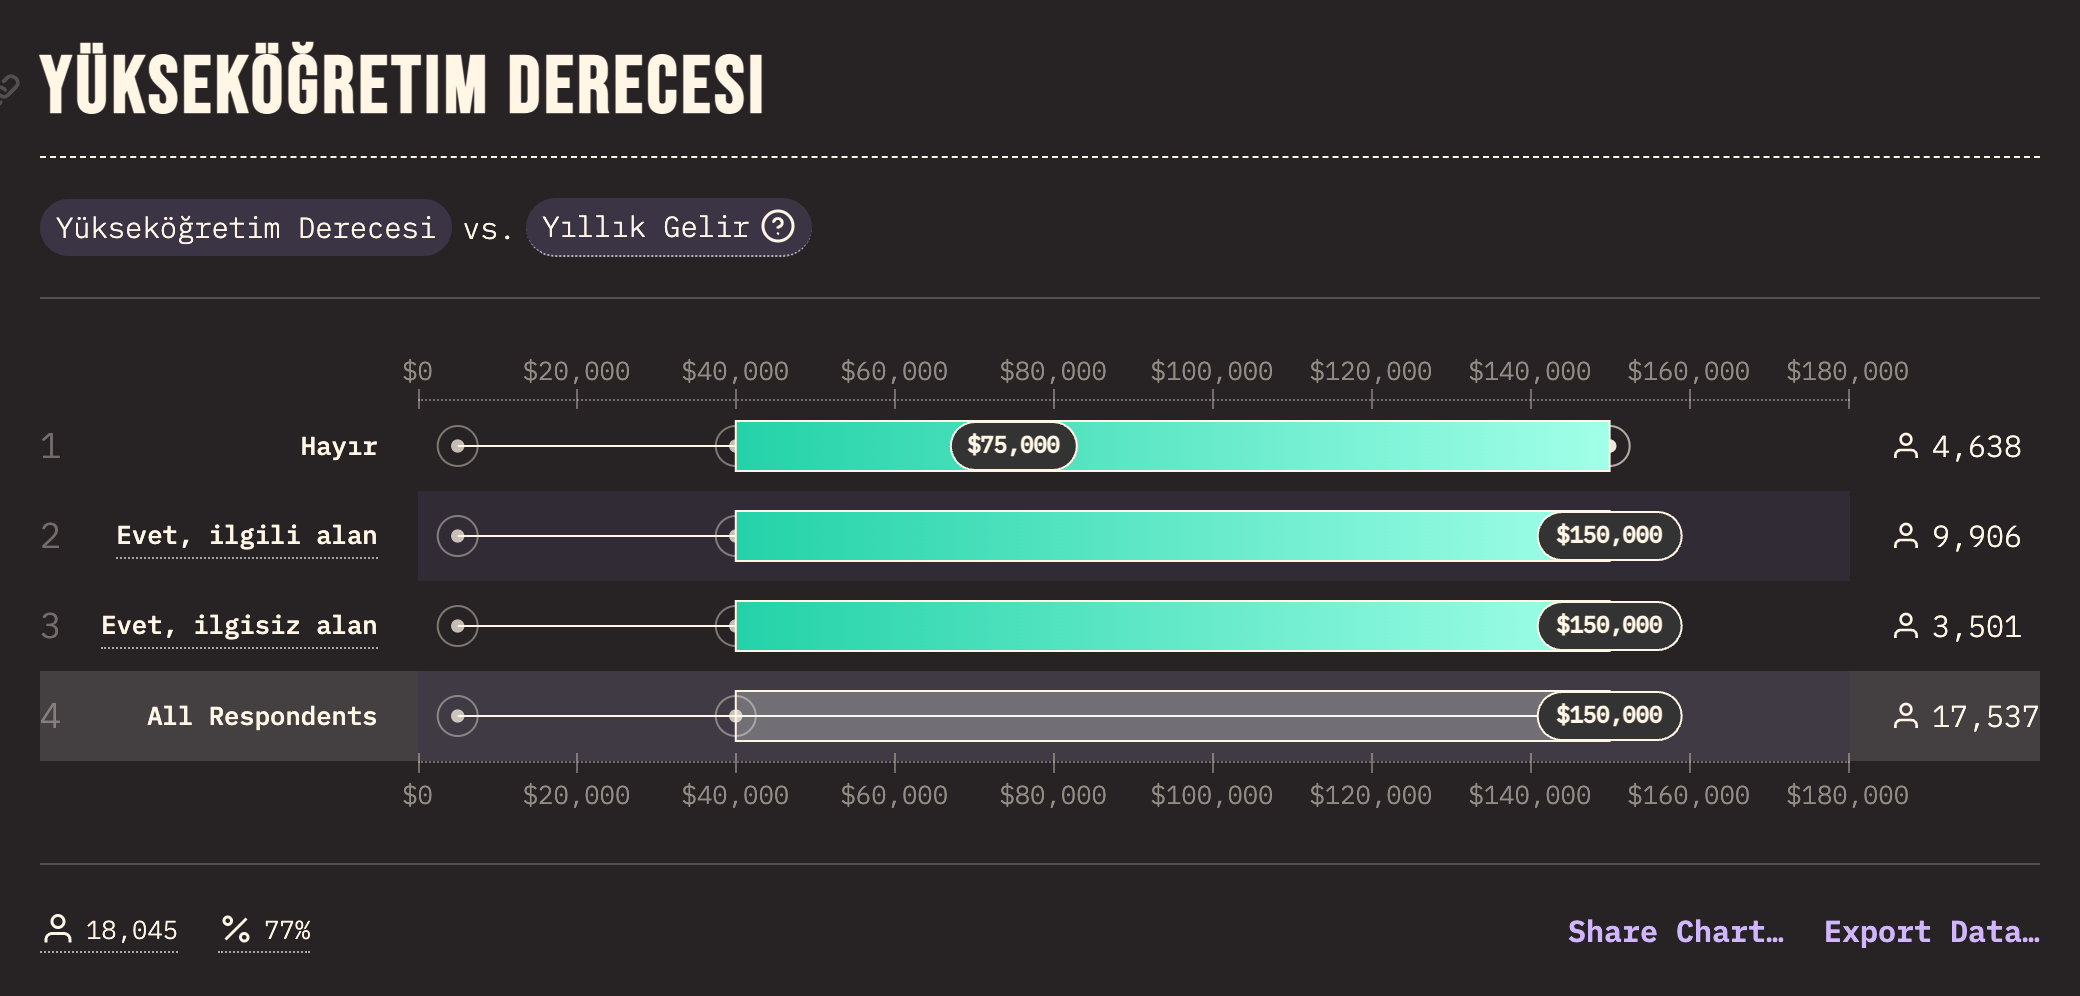 YÜKSEKÖĞRETIM DERECESI
Yükseköğretim Derecesi vs. Yıllık Gelir ?
$0 $20,000 $40,000 $60,000 $80,000 $100,000 $120,000 $140,000 $160,000 $180,000
1 Hayır $75,000 4,638
2 Evet, ilgili alan $150,000 9,906
3 Evet, ilgisiz alan $150,000 3,501
4 All Respondents $150,000 17,537
$0 $20,000 $40,000 $60,000 $80,000 $100,000 $120,000 $140,000 $160,000 $180,000
18,045 % 77% Share Chart… Export Data…